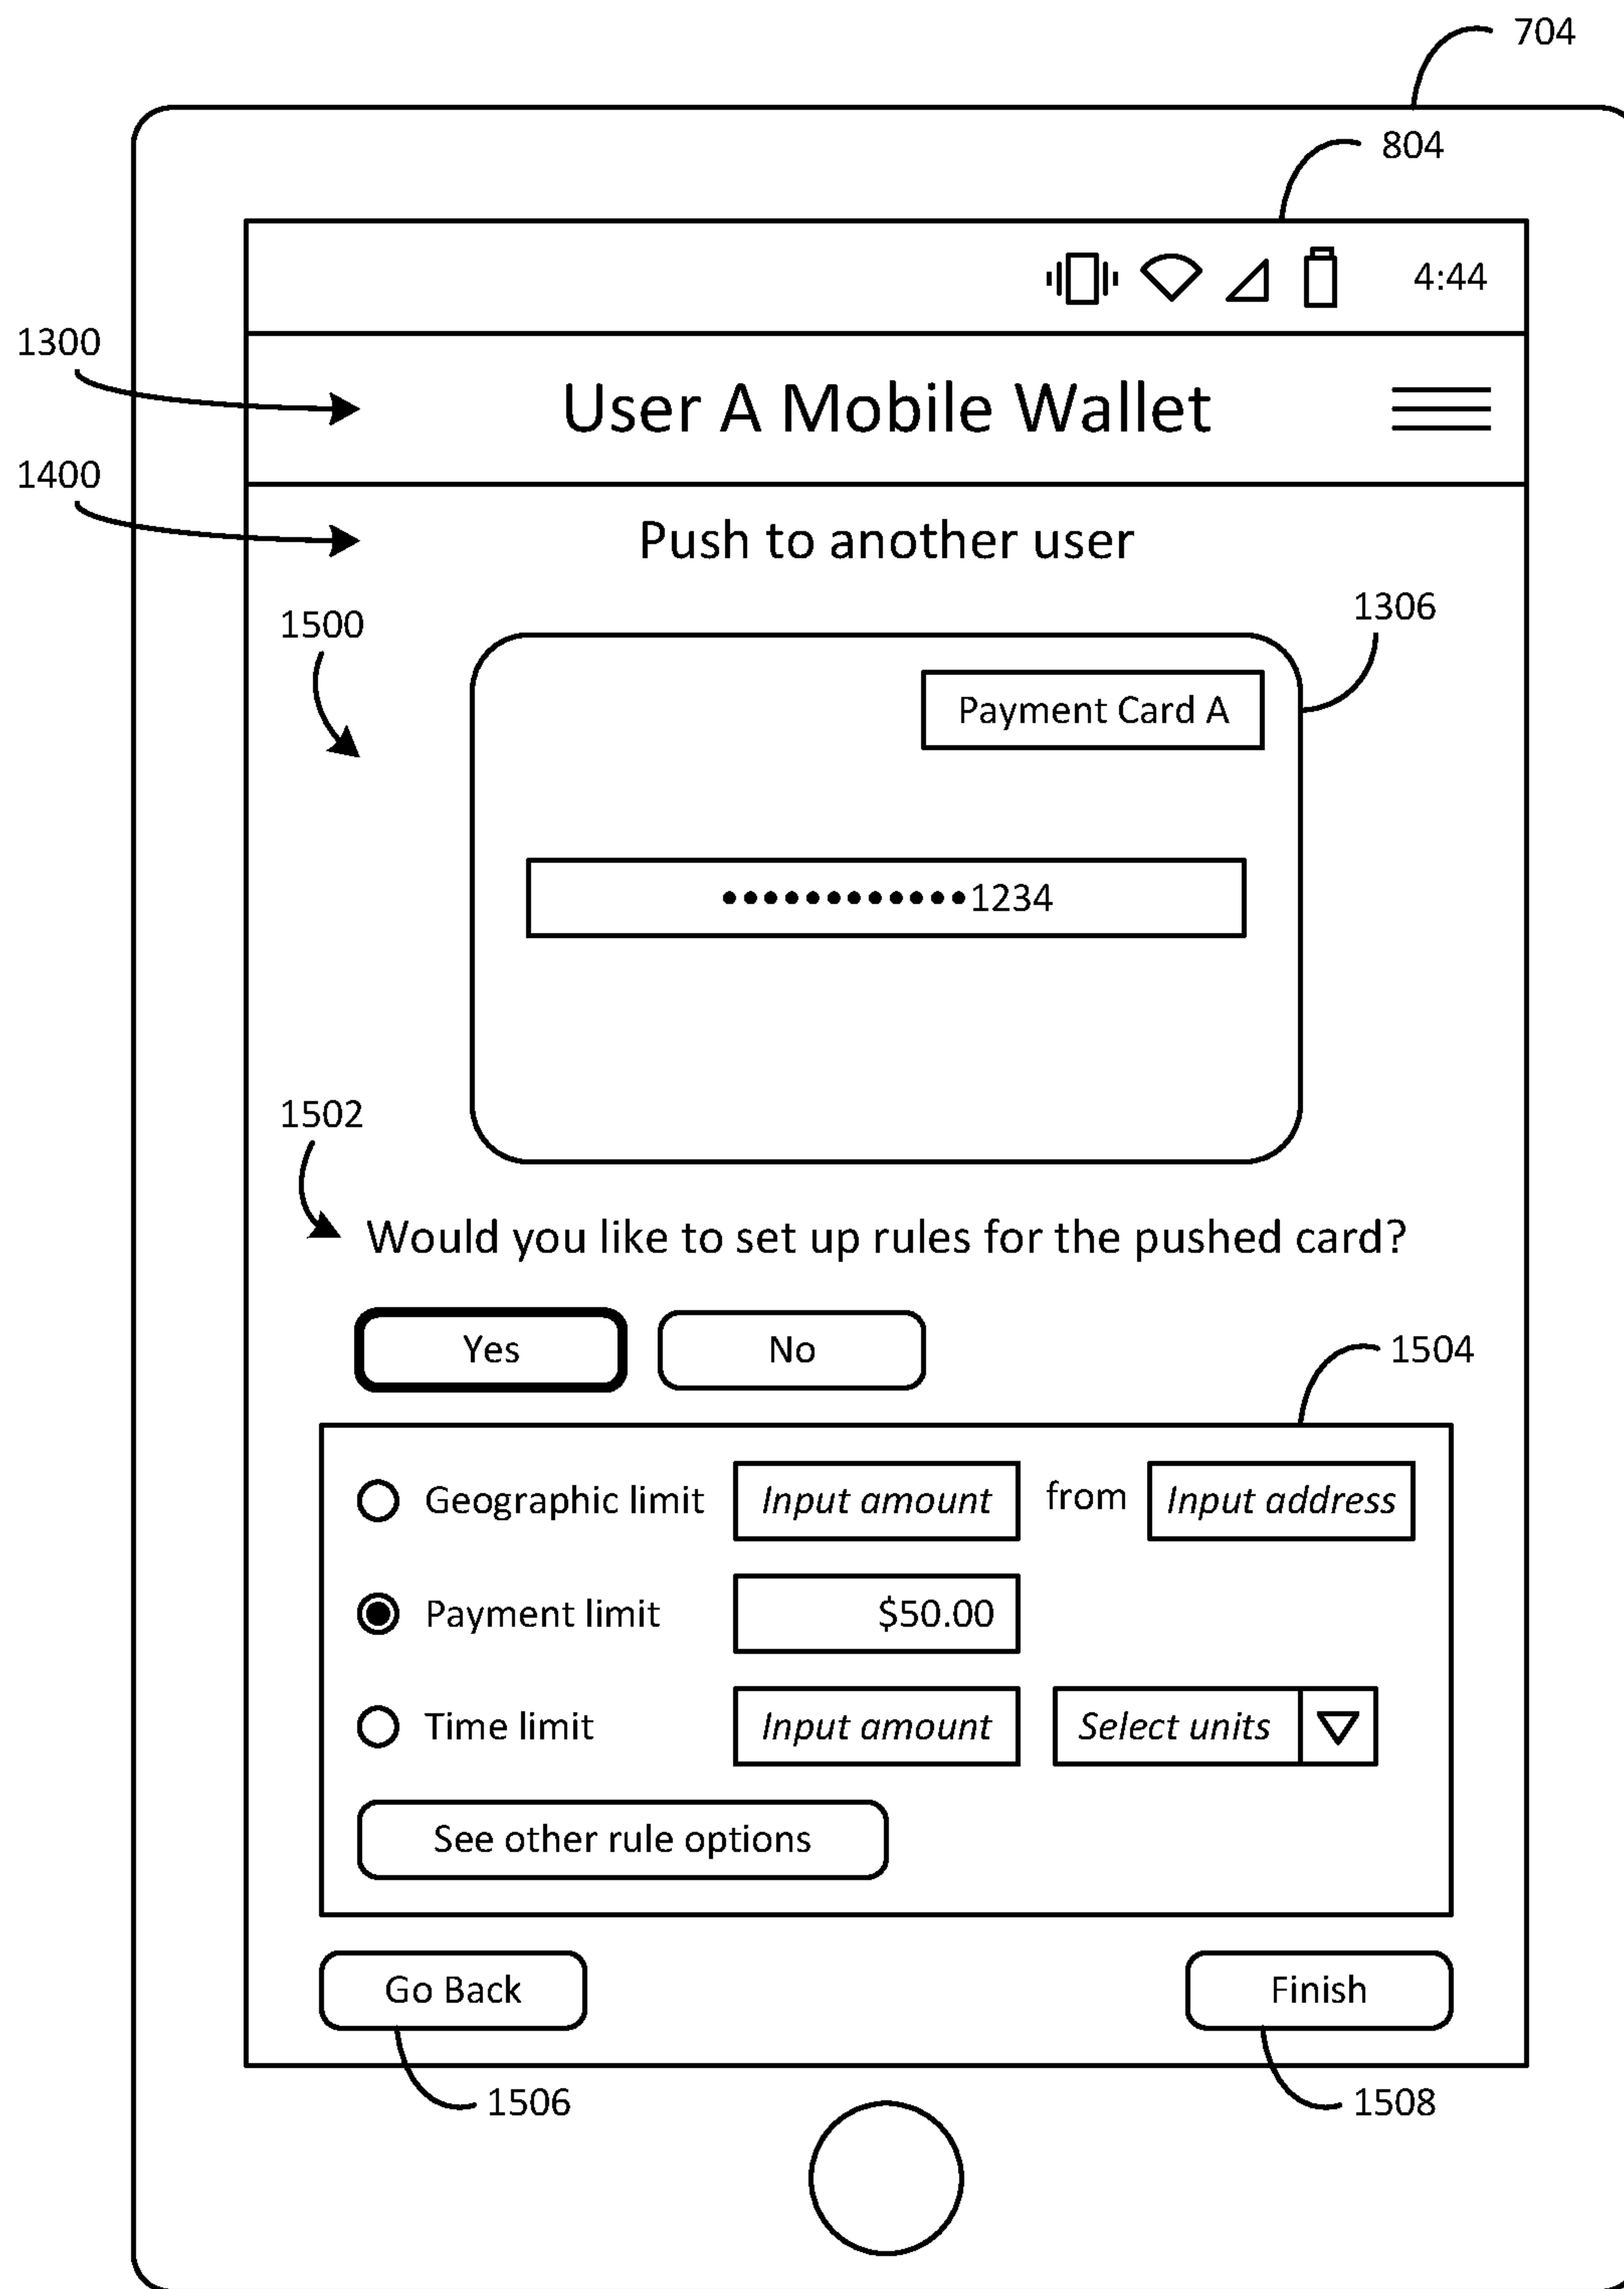 704
804
4:44
1300
User A Mobile Wallet
1400
Push to another user
1500
1306
Payment Card A
••••••••••••1234
1502
Would you like to set up rules for the pushed card?
Yes No
1504
Geographic limit Input amount from Input address
Payment limit $50.00
Time limit Input amount Select units
See other rule options
Go Back Finish
1506 1508